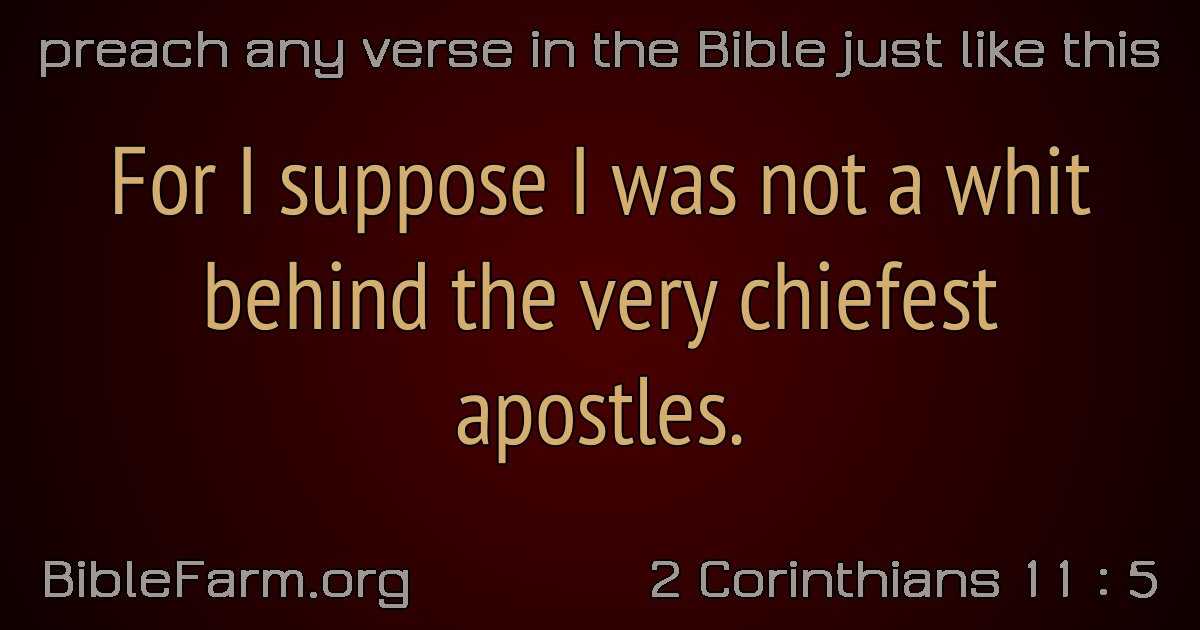 preach any verse in the Bible just like this
For I suppose I was not a whit
behind the very chiefest
apostles.
BibleFarm.org
2 Corinthians 11 : 5